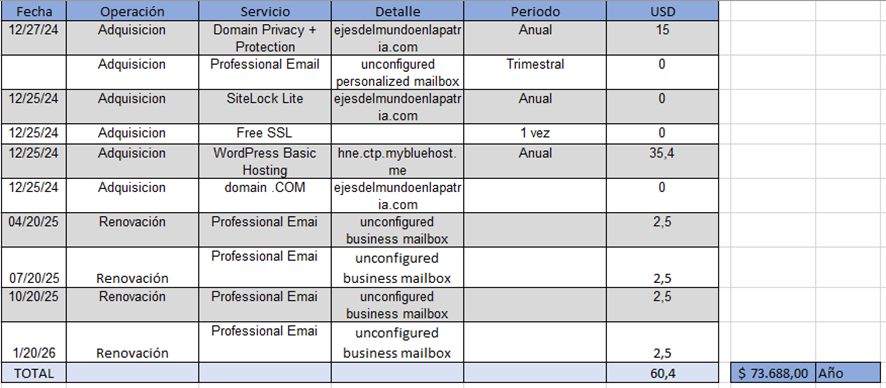 Fecha Operación Servicio Detalle Periodo USD
12/27/24 Adquisicion Domain Privacy + ejesdelmundoenlapatr Anual 15
Protection ia.com
Adquisicion Professional Email unconfigured Trimestral 0
personalized mailbox
12/25/24 Adquisicion SiteLock Lite ejesdelmundoenlapatr Anual 0
ia.com
12/25/24 Adquisicion Free SSL 1 vez 0
12/25/24 Adquisicion WordPress Basic hne.ctp.mybluehost. Anual 35,4
Hosting me
12/25/24 Adquisicion domain .COM ejesdelmundoenlapatr 0
ia.com
04/20/25 Renovación Professional Emai unconfigured 2,5
business mailbox
Professional Emai unconfigured
07/20/25 Renovación business mailbox 2,5
10/20/25 Renovación Professional Emai unconfigured 2,5
business mailbox
Professional Emai unconfigured
1/20/26 Renovación business mailbox 2,5
TOTAL 60,4 $ 73.688,00 Año